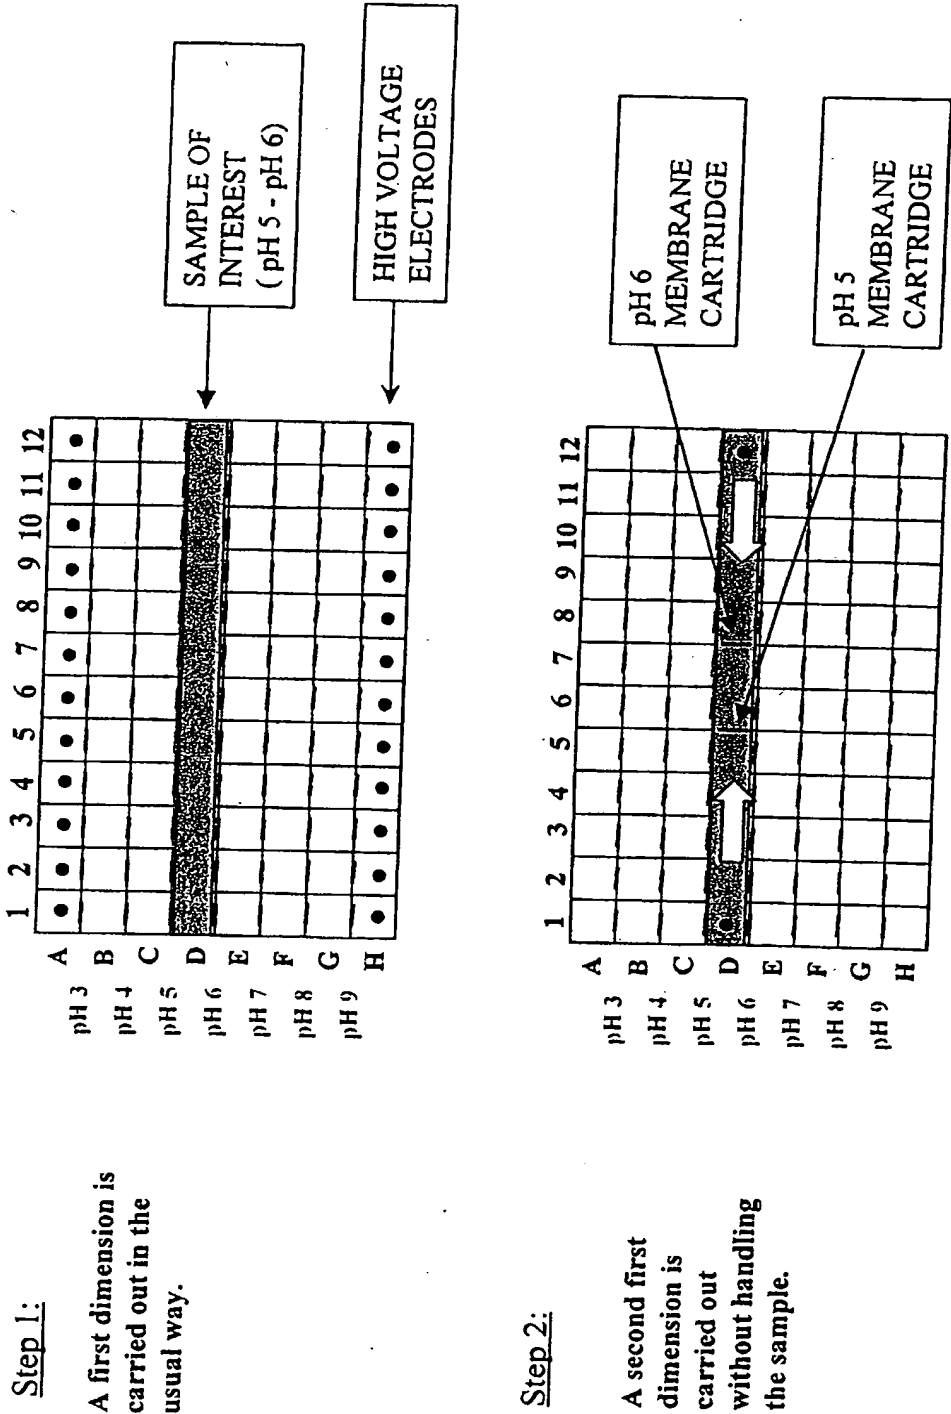 Step 1:
A first dimension is
carried out in the
usual way.
1 2 3 4 5 6 7 8 9 10 11 12
A
pH 3
B
pH 4
C
pH 5
D
pH 6
E
pH 7
F
pH 8
G
pH 9
H
SAMPLE OF
INTEREST
( pH 5 - pH 6)
HIGH VOLTAGE
ELECTRODES
Step 2:
A second first
dimension is
carried out
without handling
the sample.
1 2 3 4 5 6 7 8 9 10 11 12
A
pH 3
B
pH 4
C
pH 5
D
pH 6
E
pH 7
F
pH 8
G
pH 9
H
pH 6
MEMBRANE
CARTRIDGE
pH 5
MEMBRANE
CARTRIDGE